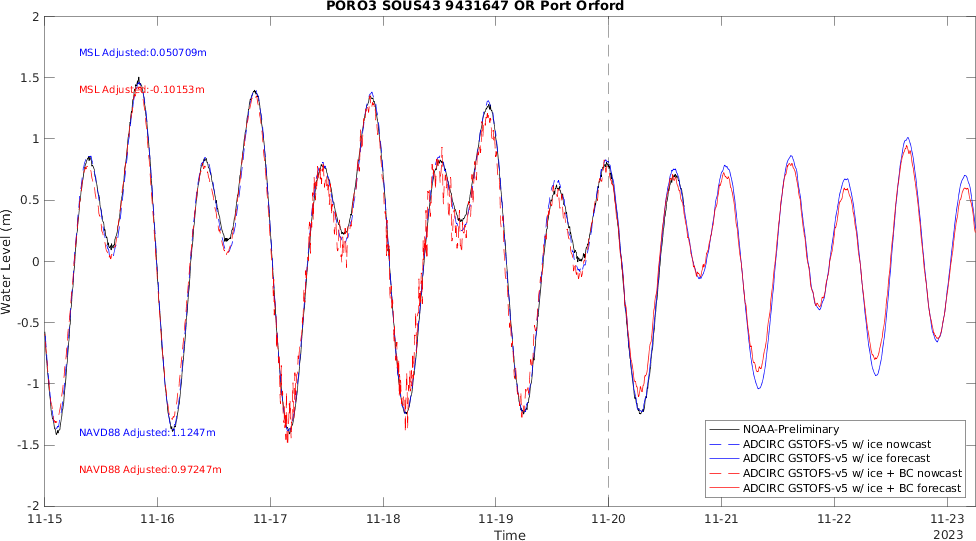 PORO3 SOUS43 9431647 OR Port Orford
2
1.5
1
0.5
0
-0.5
-1
-1.5
-2
Water Level (m)
MSL Adjusted:0.050709m
MSL Adjusted:-0.10153m
NAVD88 Adjusted:1.1247m
NAVD88 Adjusted:0.97247m
NOAA-Preliminary
ADCIRC GSTOFS-v5 w/ ice nowcast
ADCIRC GSTOFS-v5 w/ ice forecast
ADCIRC GSTOFS-v5 w/ice + BC nowcast
ADCIRC GSTOFS-v5 w/ice + BC forecast
11-15 11-16 11-17 11-18 11-19 11-20 11-21 11-22 11-23
2023
Time